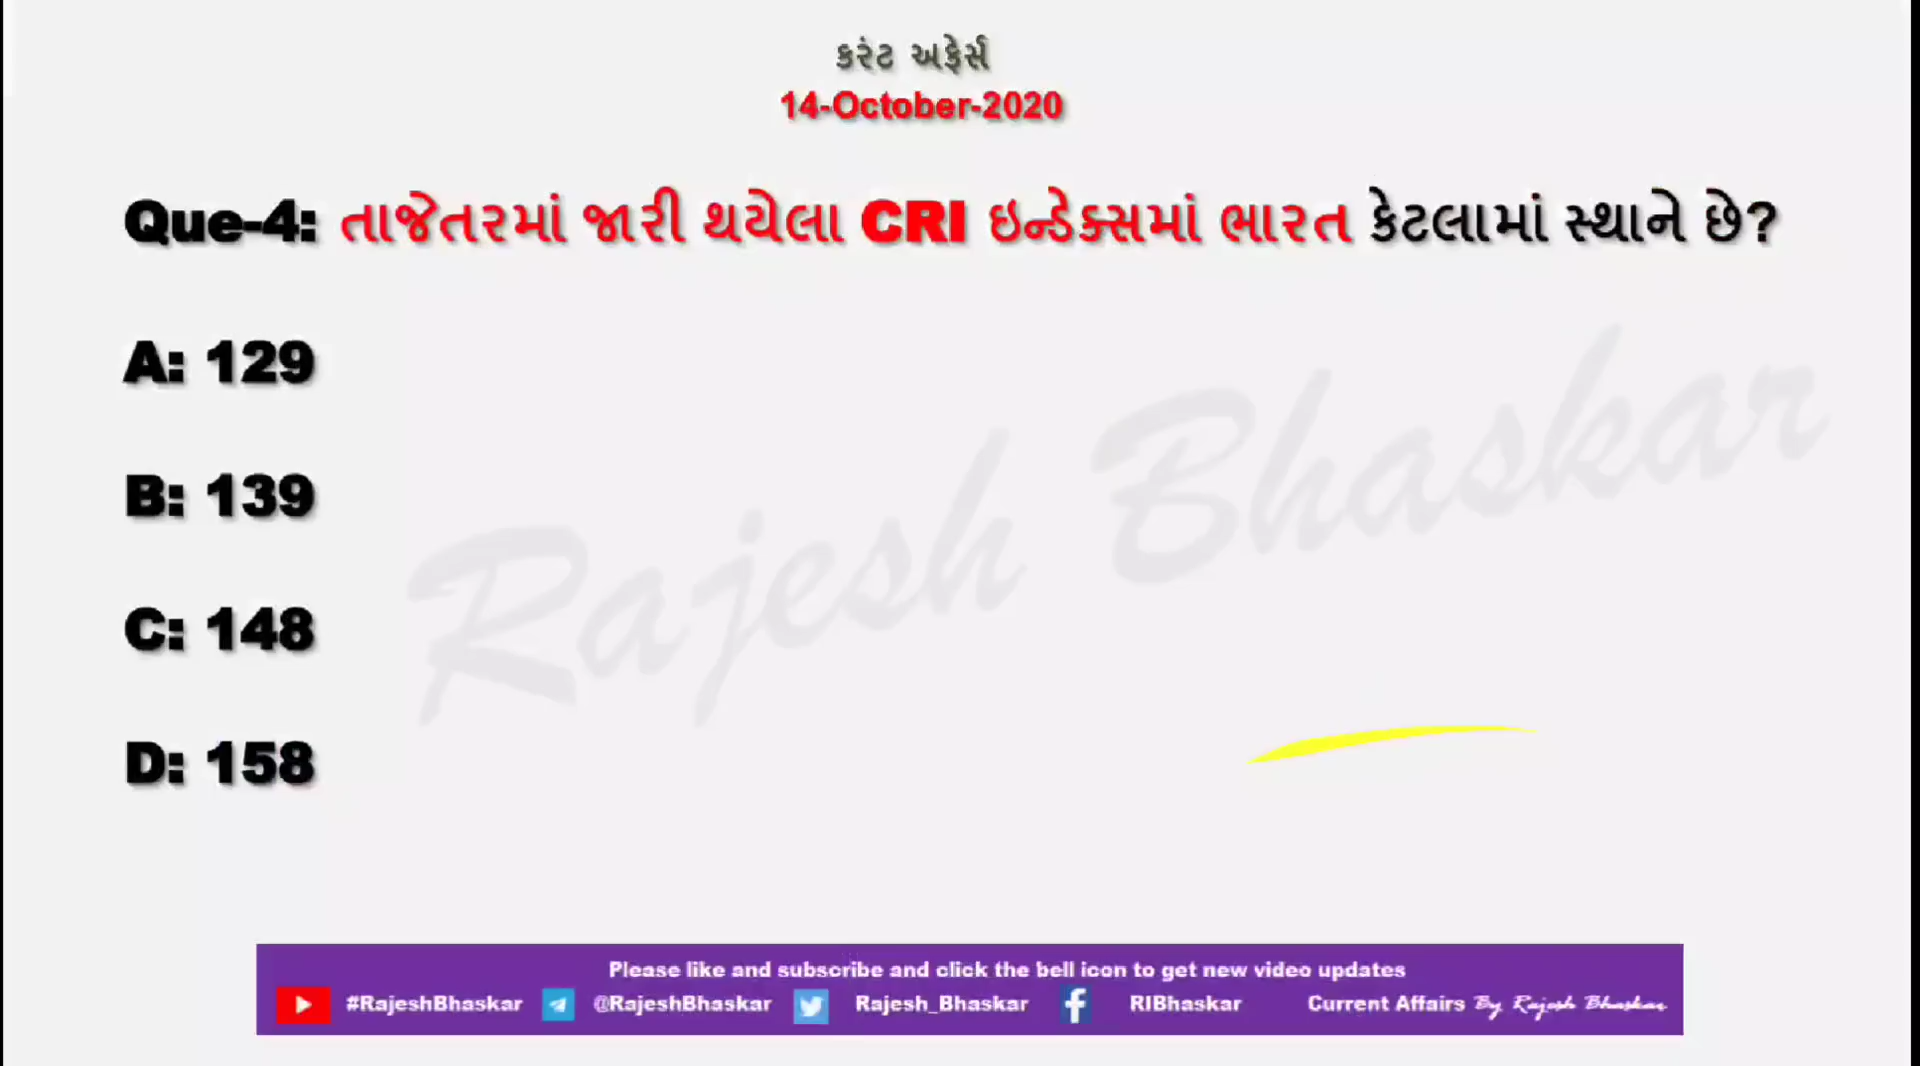 કરંટ અફેર્સ
14-October-2020
Que-4: તાજેતરમાં જારી થયેલા CRI ઇન્ડેક્સમાં ભારત કેટલામાં સ્થાને છે?
A: 129
B: 139
C: 148
D: 158
Rajesh Bhaskar
Please like and subscribe and click the bell icon to get new video updates
#RajeshBhaskar @RajeshBhaskar Rajesh_Bhaskar RIBhaskar Current Affairs By Rajesh Bhaskar